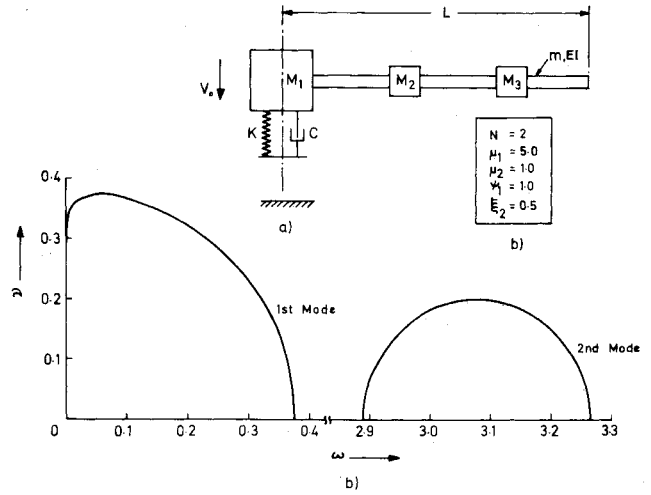 L
m,EI
V₀
M₁
M₂
M₃
K
C
a)
N = 2
μ₁ = 5.0
μ₂ = 1.0
ψ₁ = 1.0
ξ₂ = 0.5
b)
0.4
0.3
0.2
0.1
ν
1st Mode
2nd Mode
0 0.1 0.2 0.3 0.4 2.9 3.0 3.1 3.2 3.3
ω
b)